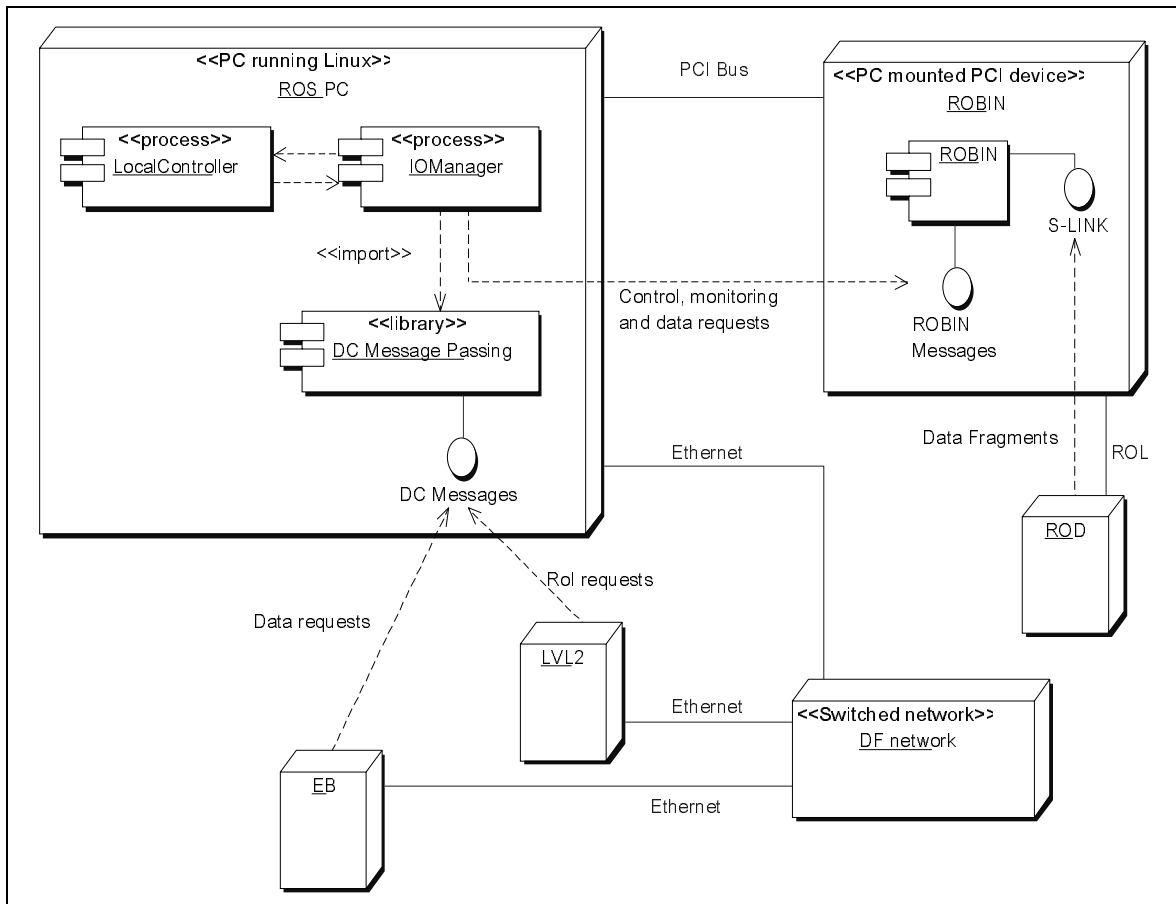 <<PC running Linux>>
ROS PC
PCI Bus
<<PC mounted PCI device>>
ROBIN
<<process>>
LocalController
<<process>>
IOManager
ROBIN
S-LINK
<<import>>
Control, monitoring
and data requests
ROBIN
Messages
<<library>>
DC Message Passing
DC Messages
Ethernet
Data Fragments
ROL
ROD
RoI requests
Data requests
LVL2
Ethernet
<<Switched network>>
DF network
EB
Ethernet